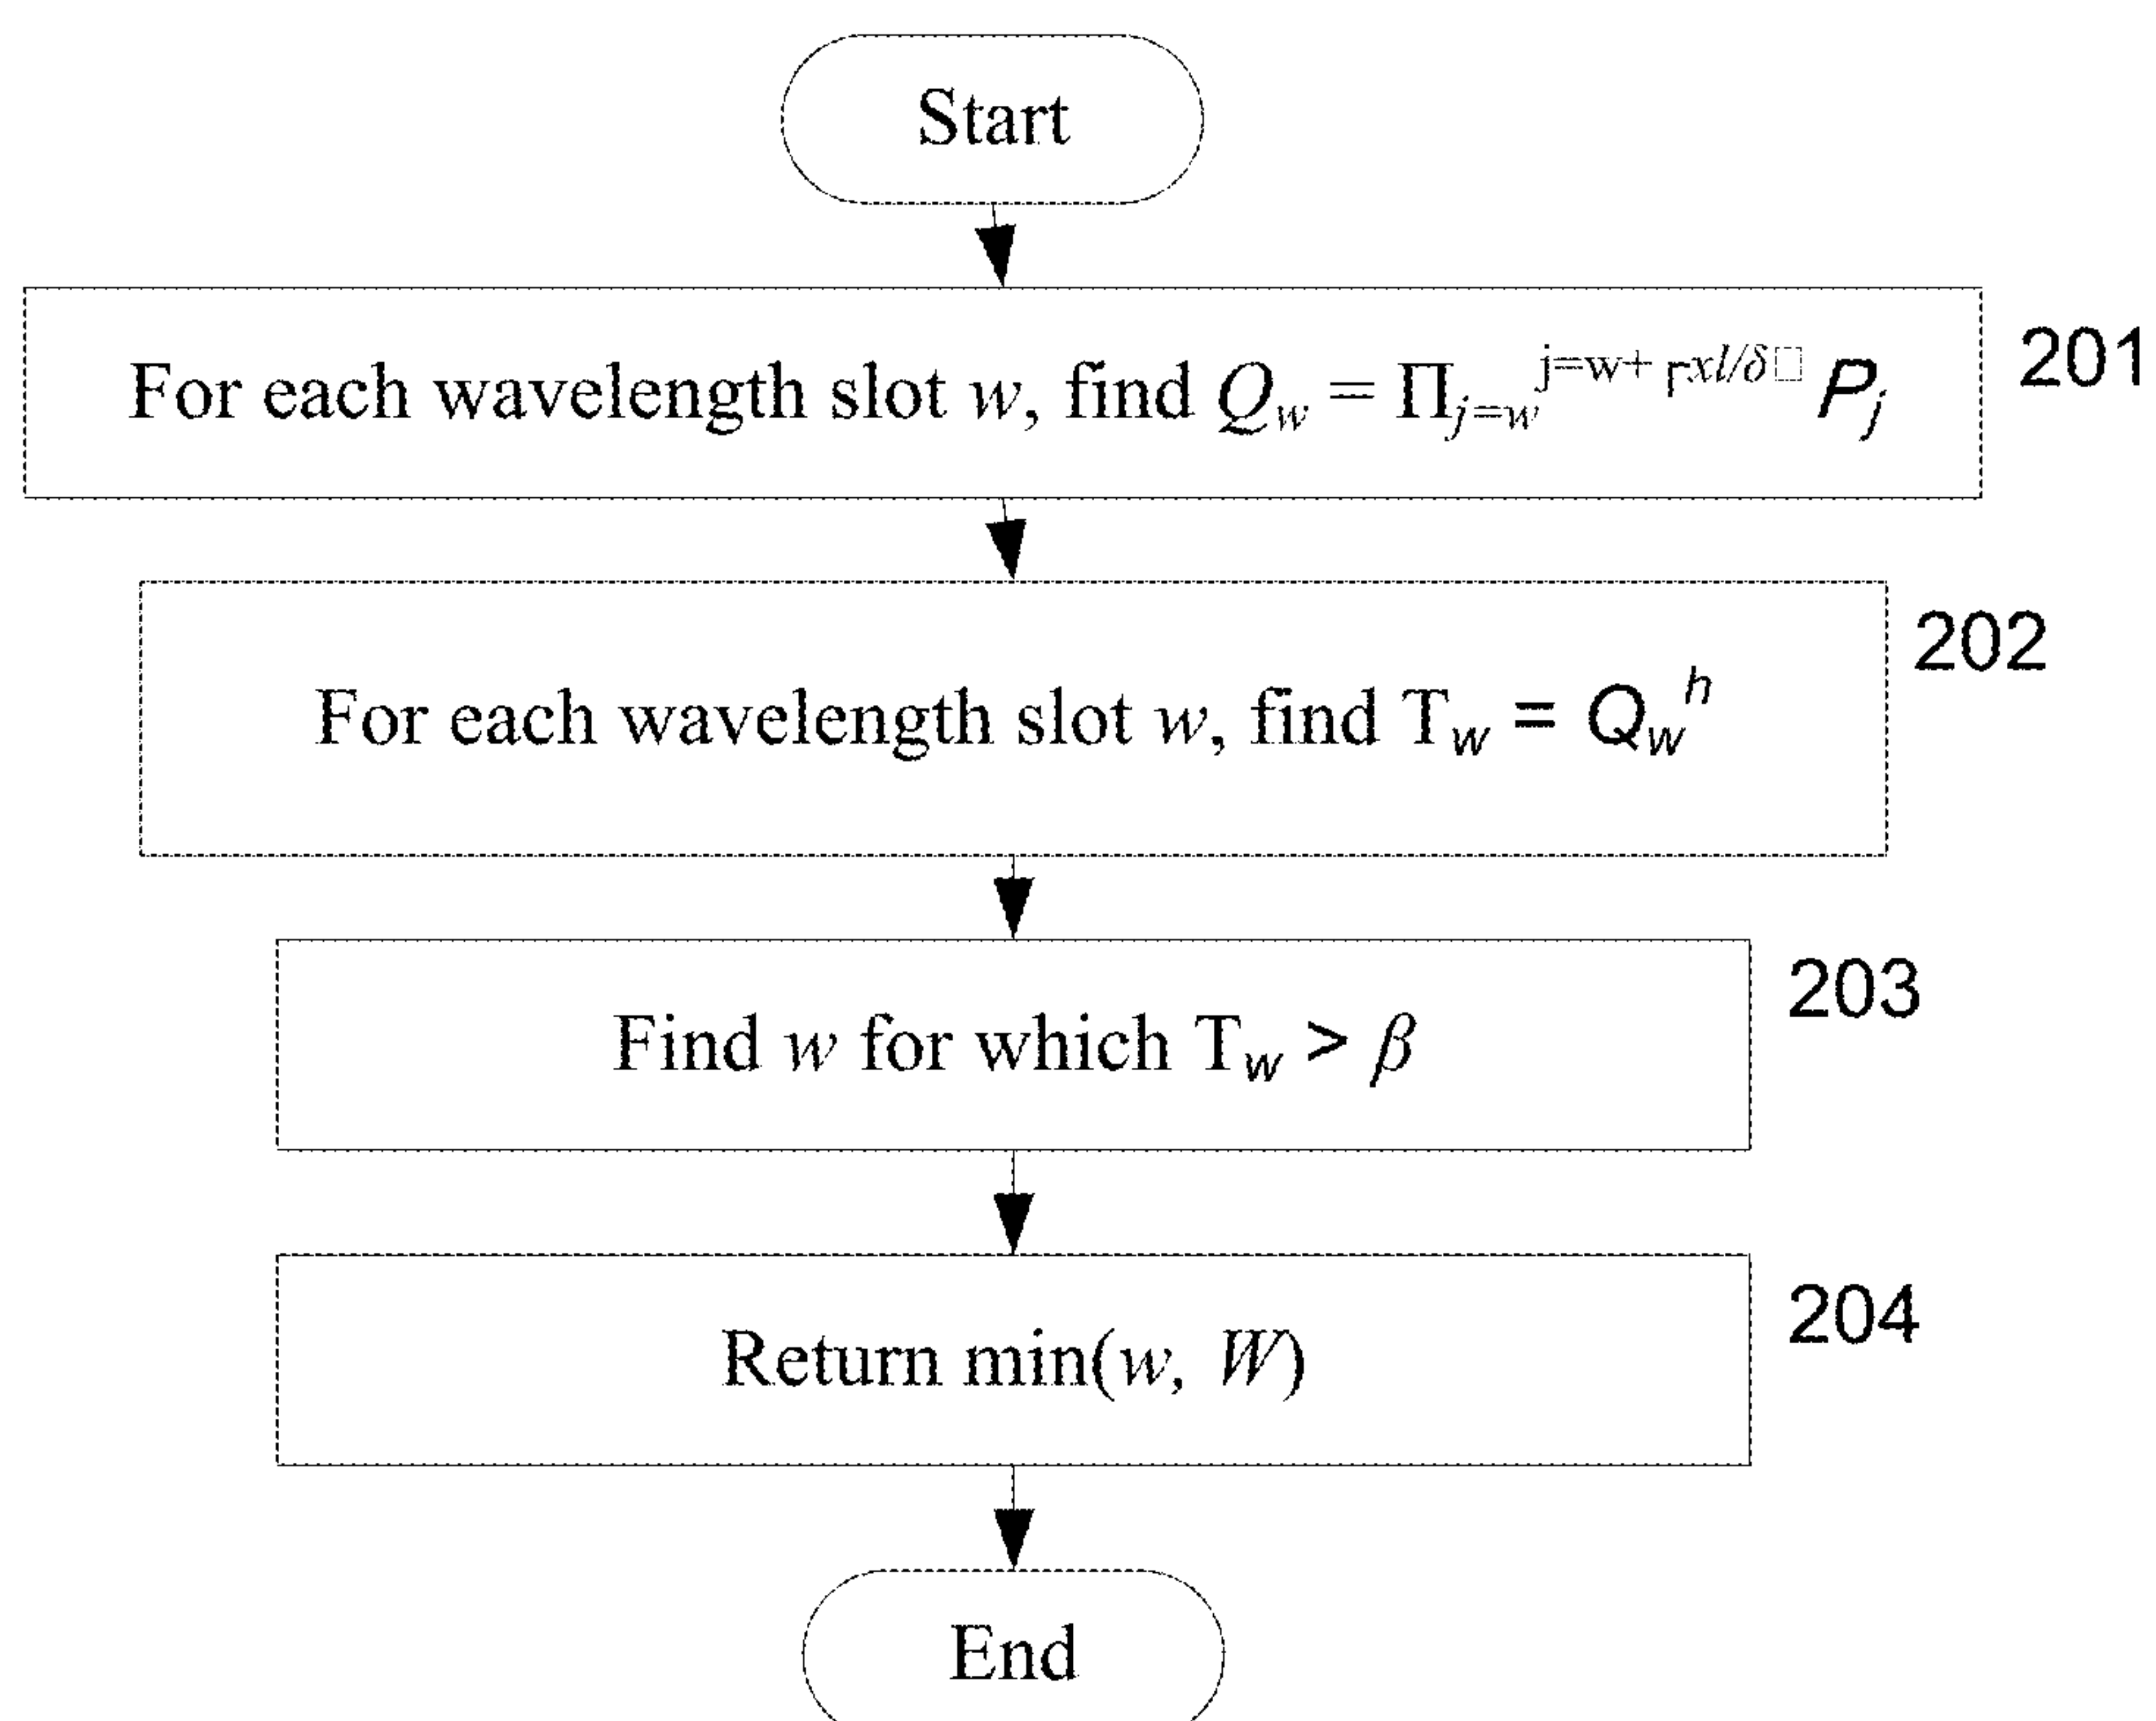 Start
For each wavelength slot w, find Q_w = Π_{j=w}^{j=w+ ┌xl/δ□} P_j
201
For each wavelength slot w, find T_w = Q_w^h
202
Find w for which T_w > β
203
Return min(w, W)
204
End